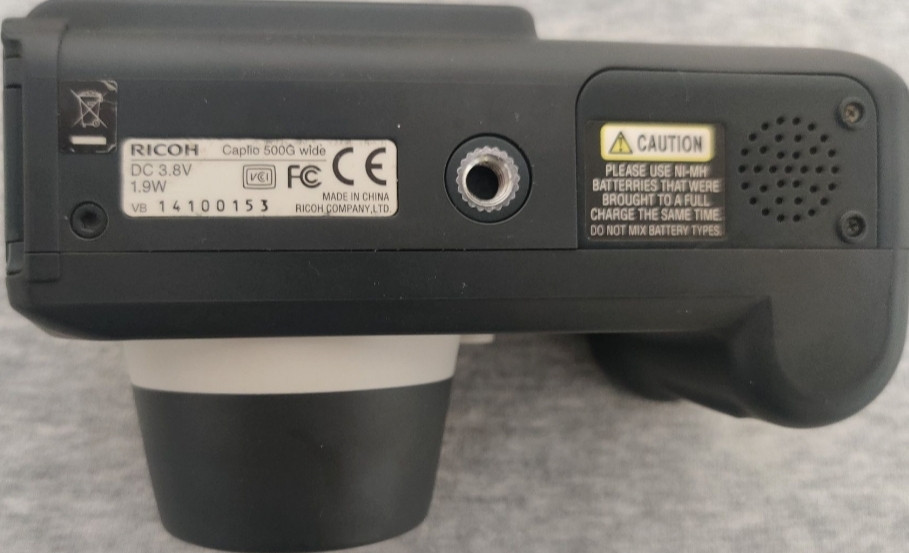 RICOH Caplio 500G wide
DC 3.8V
1.9W
VCI FC CE
MADE IN CHINA
VB 14100153 RICOH COMPANY,LTD.
CAUTION
PLEASE USE NI-MH
BATTERRIES THAT WERE
BROUGHT TO A FULL
CHARGE THE SAME TIME.
DO NOT MIX BATTERY TYPES.